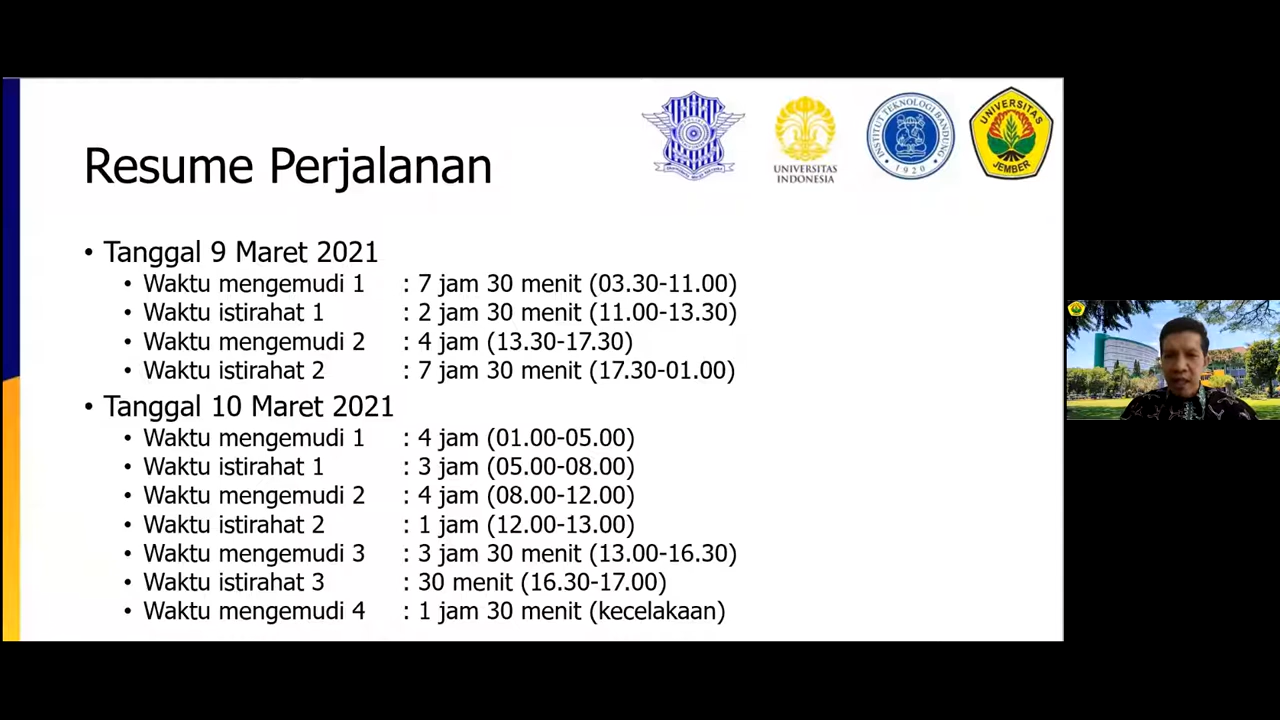 UNIVERSITAS
INDONESIA
INSTITUT TEKNOLOGI BANDUNG
1920
UNIVERSITAS
JEMBER
Resume Perjalanan
• Tanggal 9 Maret 2021
• Waktu mengemudi 1 : 7 jam 30 menit (03.30-11.00)
• Waktu istirahat 1 : 2 jam 30 menit (11.00-13.30)
• Waktu mengemudi 2 : 4 jam (13.30-17.30)
• Waktu istirahat 2 : 7 jam 30 menit (17.30-01.00)
• Tanggal 10 Maret 2021
• Waktu mengemudi 1 : 4 jam (01.00-05.00)
• Waktu istirahat 1 : 3 jam (05.00-08.00)
• Waktu mengemudi 2 : 4 jam (08.00-12.00)
• Waktu istirahat 2 : 1 jam (12.00-13.00)
• Waktu mengemudi 3 : 3 jam 30 menit (13.00-16.30)
• Waktu istirahat 3 : 30 menit (16.30-17.00)
• Waktu mengemudi 4 : 1 jam 30 menit (kecelakaan)